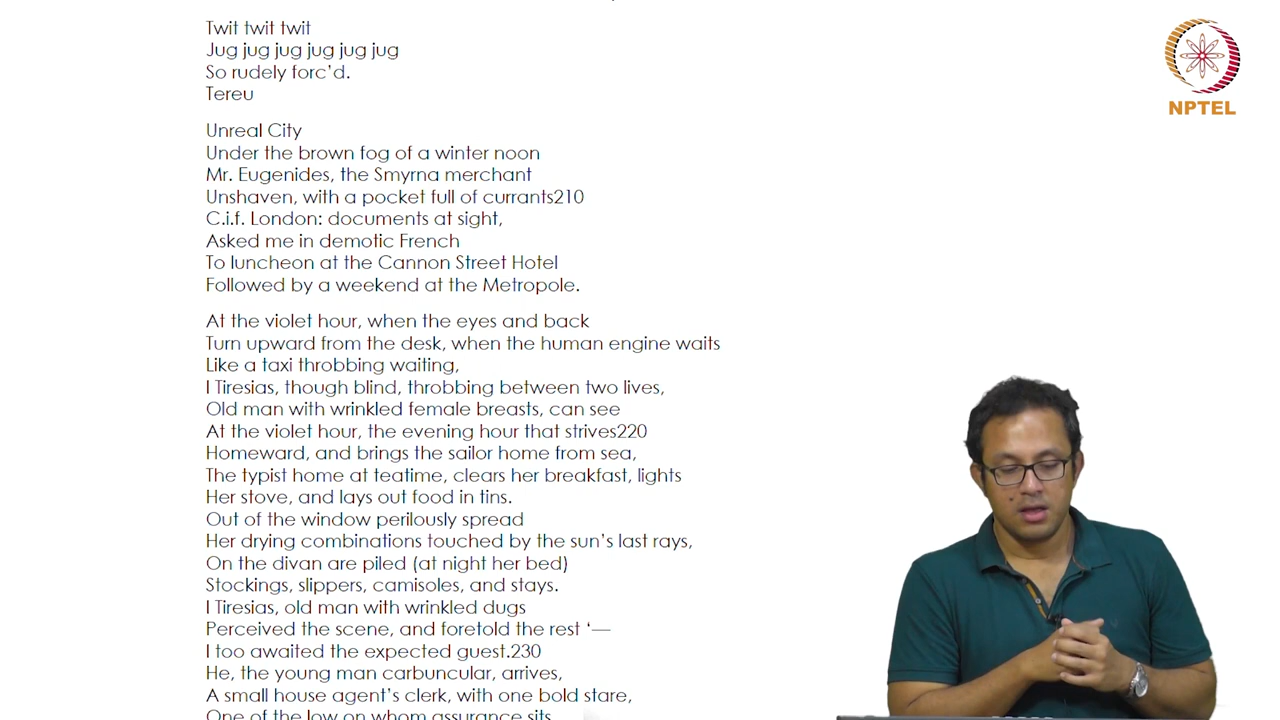 Twit twit twit
Jug jug jug jug jug jug
So rudely forc’d.
Tereu
Unreal City
Under the brown fog of a winter noon
Mr. Eugenides, the Smyrna merchant
Unshaven, with a pocket full of currants210
C.i.f. London: documents at sight,
Asked me in demotic French
To luncheon at the Cannon Street Hotel
Followed by a weekend at the Metropole.
At the violet hour, when the eyes and back
Turn upward from the desk, when the human engine waits
Like a taxi throbbing waiting,
I Tiresias, though blind, throbbing between two lives,
Old man with wrinkled female breasts, can see
At the violet hour, the evening hour that strives220
Homeward, and brings the sailor home from sea,
The typist home at teatime, clears her breakfast, lights
Her stove, and lays out food in tins.
Out of the window perilously spread
Her drying combinations touched by the sun’s last rays,
On the divan are piled (at night her bed)
Stockings, slippers, camisoles, and stays.
I Tiresias, old man with wrinkled dugs
Perceived the scene, and foretold the rest ‘—
I too awaited the expected guest.230
He, the young man carbuncular, arrives,
A small house agent’s clerk, with one bold stare,
One of the low on whom assurance sits
NPTEL